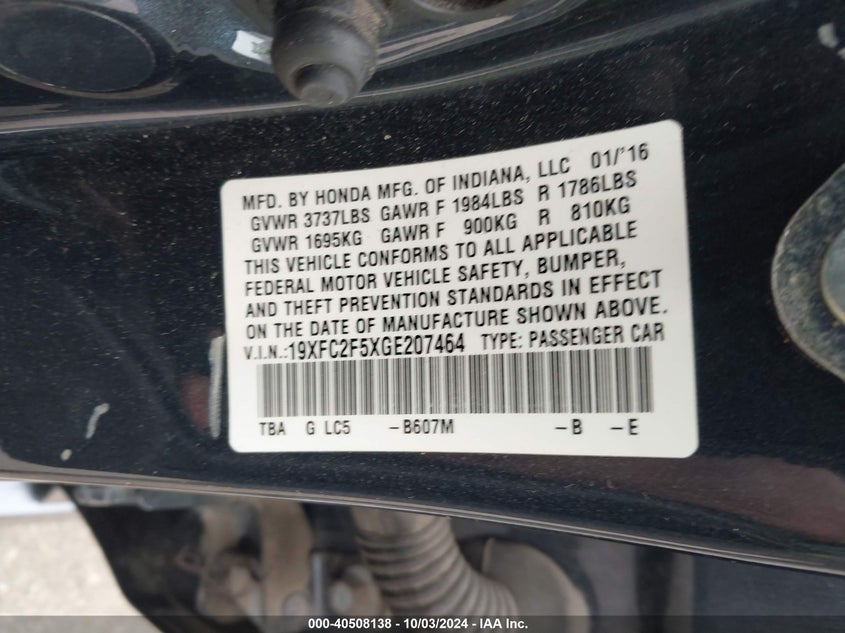 MFD. BY HONDA MFG. OF INDIANA, LLC 01/'16
GVWR 3737LBS GAWR F 1984LBS R 1786LBS
GVWR 1695KG GAWR F 900KG R 810KG
THIS VEHICLE CONFORMS TO ALL APPLICABLE
FEDERAL MOTOR VEHICLE SAFETY, BUMPER,
AND THEFT PREVENTION STANDARDS IN EFFECT
ON THE DATE OF MANUFACTURE SHOWN ABOVE.
V.I.N.:19XFC2F5XGE207464 TYPE: PASSENGER CAR
TBA G LC5 -B607M -B -E
000-40508138 - 10/03/2024 - IAA Inc.